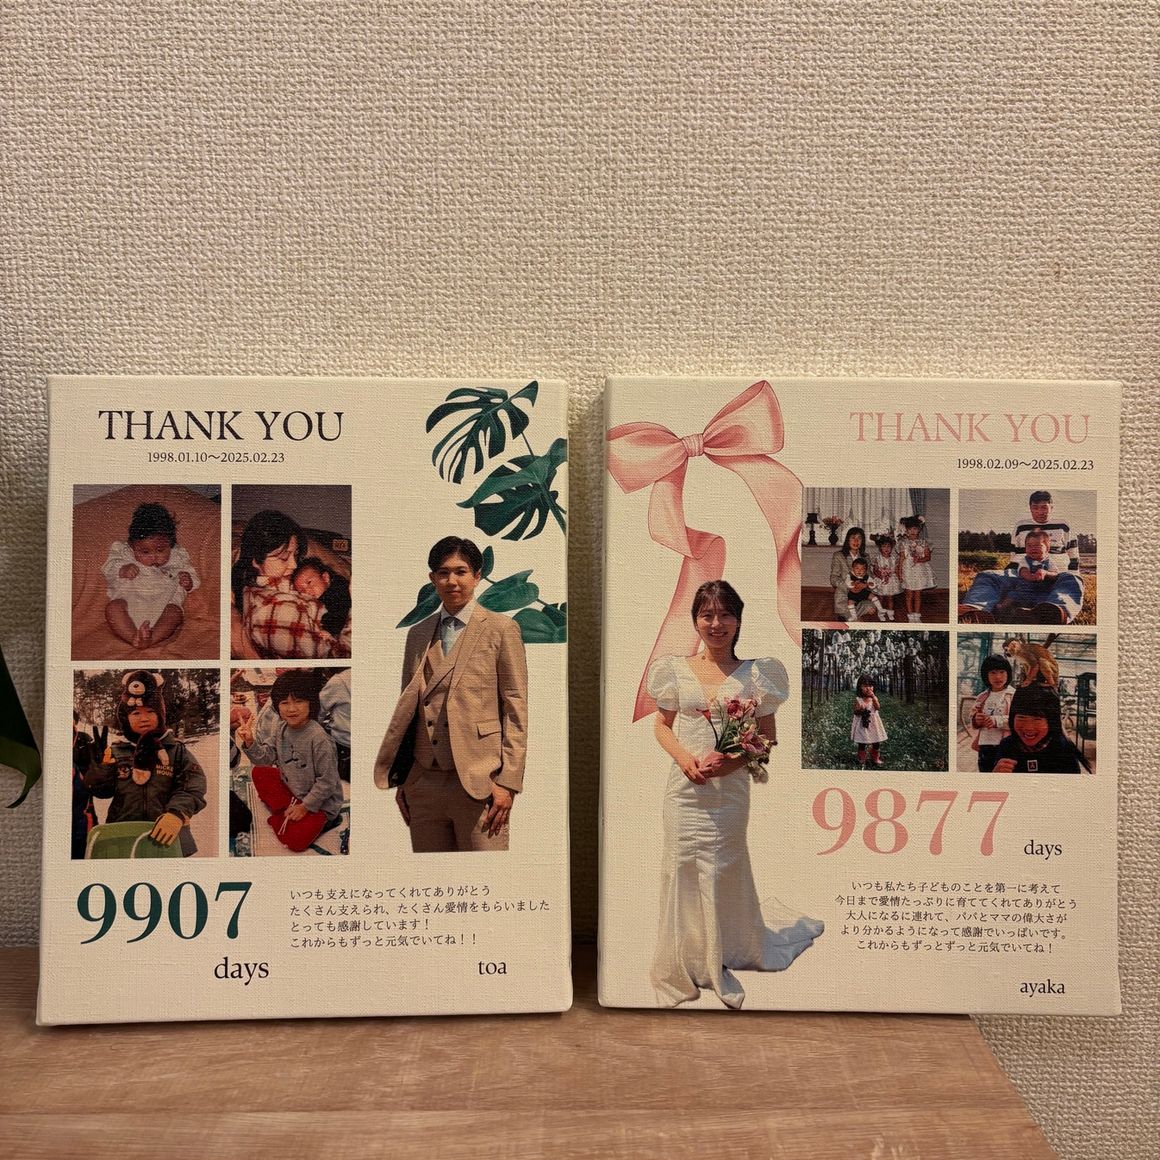 THANK YOU
1998.01.10〜2025.02.23
9907
days
いつも支えになってくれてありがとう
たくさん支えられ、たくさん愛情をもらいました
とっても感謝しています!
これからもずっと元気でいてね!!
toa
THANK YOU
1998.02.09〜2025.02.23
9877
days
いつも私たち子どものことを第一に考えて
今日まで愛情たっぷりに育ててくれてありがとう
大人になるに連れて、パパとママの偉大さが
より分かるようになって感謝でいっぱいです。
これからもずっとずっと元気でいてね!
ayaka